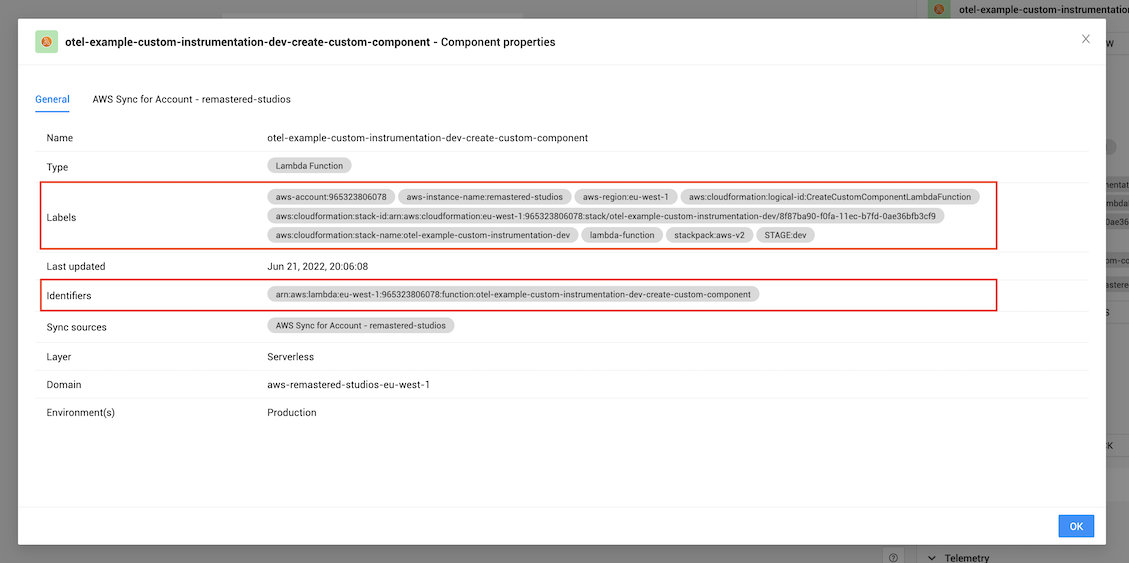 otel-example-custom-instrumentation
otel-example-custom-instrumentation-dev-create-custom-component - Component properties
General AWS Sync for Account - remastered-studios
Name otel-example-custom-instrumentation-dev-create-custom-component
Type Lambda Function
Labels
aws-account:965323806078 aws-instance-name:remastered-studios aws-region:eu-west-1 aws:cloudformation:logical-id:CreateCustomComponentLambdaFunction
aws:cloudformation:stack-id:arn:aws:cloudformation:eu-west-1:965323806078:stack/otel-example-custom-instrumentation-dev/8f87ba90-f0fa-11ec-b7fd-0ae36bfb3cf9
aws:cloudformation:stack-name:otel-example-custom-instrumentation-dev lambda-function stackpack:aws-v2 STAGE:dev
Last updated Jun 21, 2022, 20:06:08
Identifiers arn:aws:lambda:eu-west-1:965323806078:function:otel-example-custom-instrumentation-dev-create-custom-component
Sync sources AWS Sync for Account - remastered-studios
Layer Serverless
Domain aws-remastered-studios-eu-west-1
Environment(s) Production
OK
Telemetry